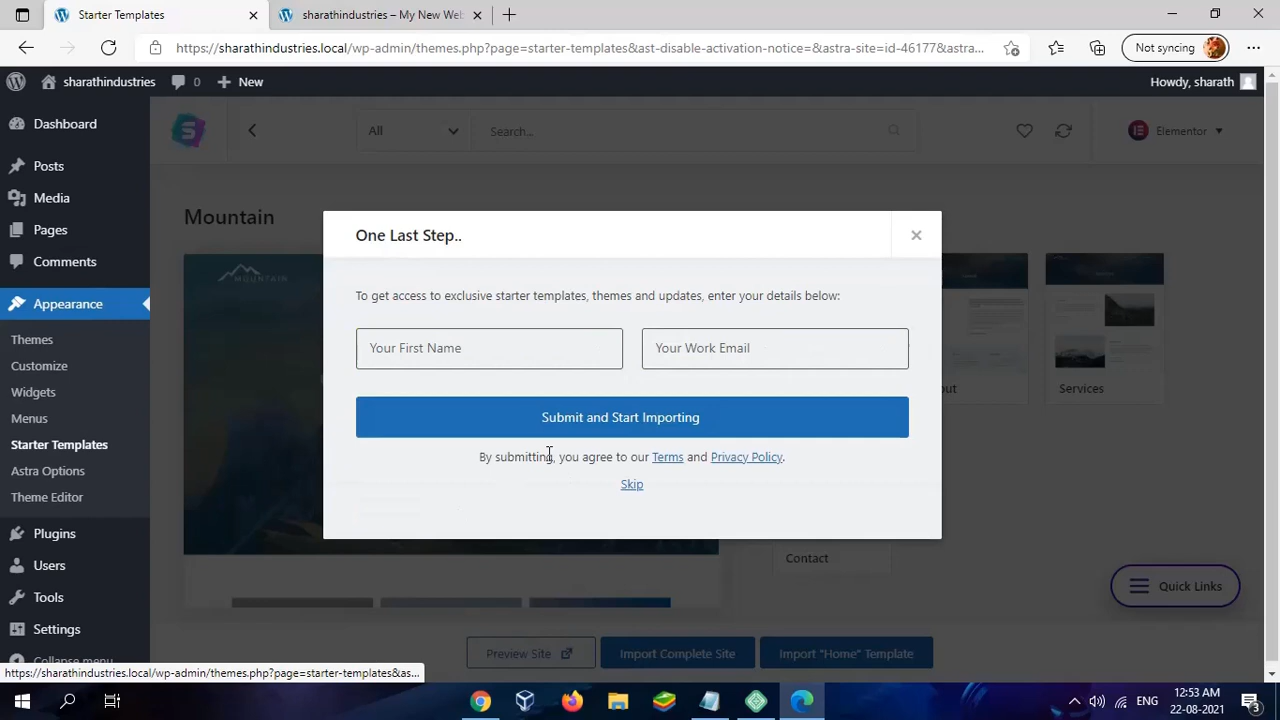 Starter Templates
sharathindustries – My New Web
https://sharathindustries.local/wp-admin/themes.php?page=starter-templates&ast-disable-activation-notice=&astra-site=id-46177&astra...
Not syncing
sharathindustries
0
New
Howdy, sharath
Dashboard
Posts
Media
Pages
Comments
Appearance
Themes
Customize
Widgets
Menus
Starter Templates
Astra Options
Theme Editor
Plugins
Users
Tools
Settings
Collapse menu
All
Search...
Elementor
Mountain
MOUNTAIN
One Last Step..
To get access to exclusive starter templates, themes and updates, enter your details below:
Your First Name
Your Work Email
Submit and Start Importing
By submitting, you agree to our Terms and Privacy Policy.
Skip
out
Services
Contact
Quick Links
Preview Site
Import Complete Site
Import "Home" Template
https://sharathindustries.local/wp-admin/themes.php?page=starter-templates&as...
ENG
12:53 AM
22-08-2021
3